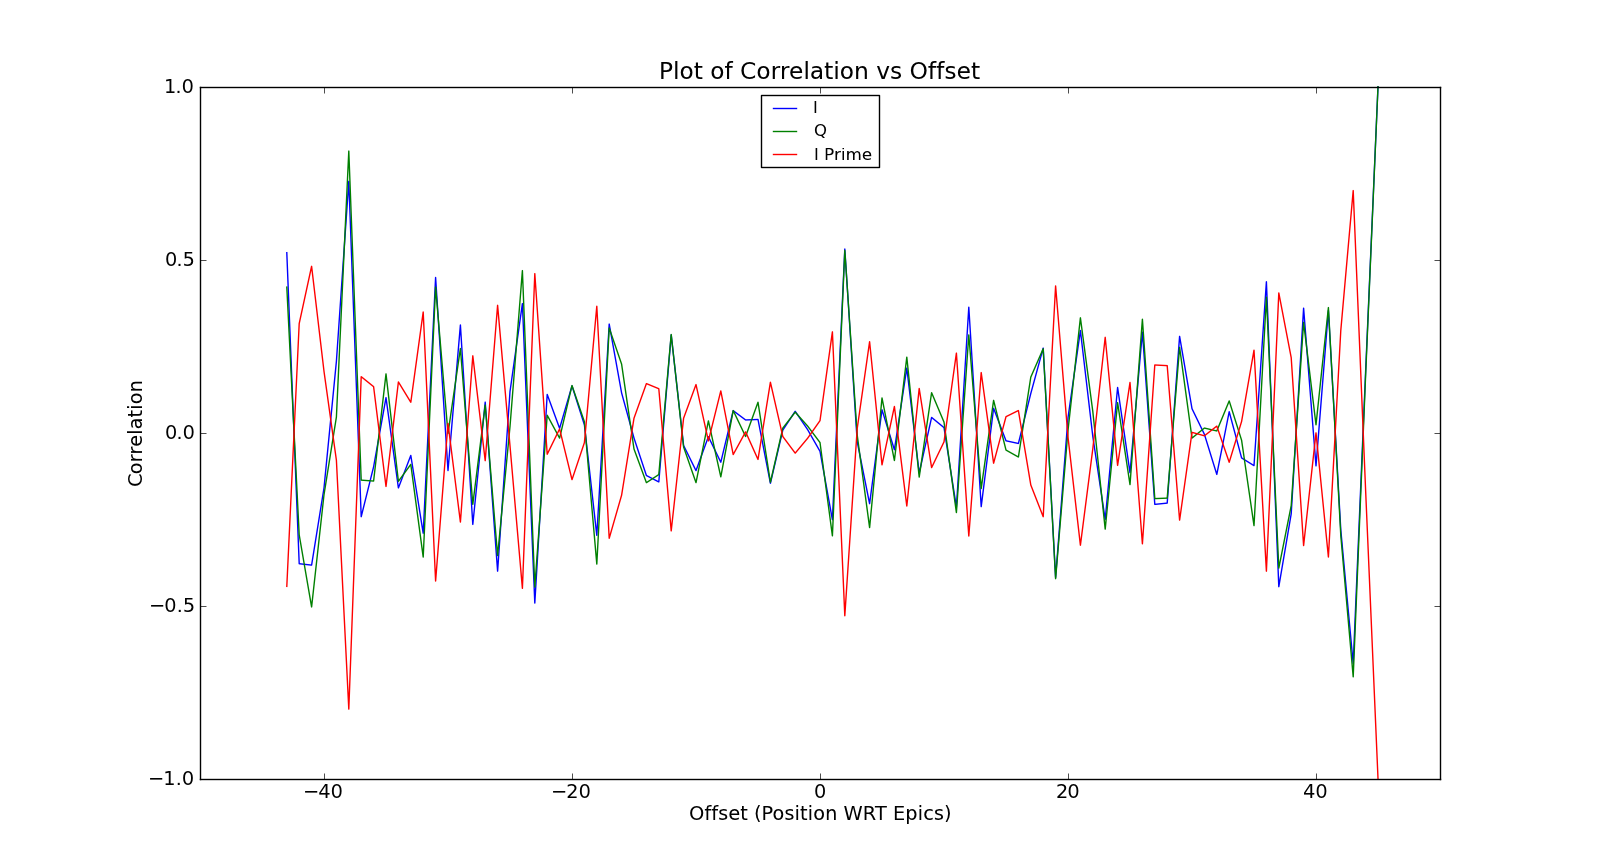 Plot of Correlation vs Offset
1.0
I
Q
I Prime
0.5
0.0
Correlation
−0.5
−1.0
−40 −20 0 20 40
Offset (Position WRT Epics)